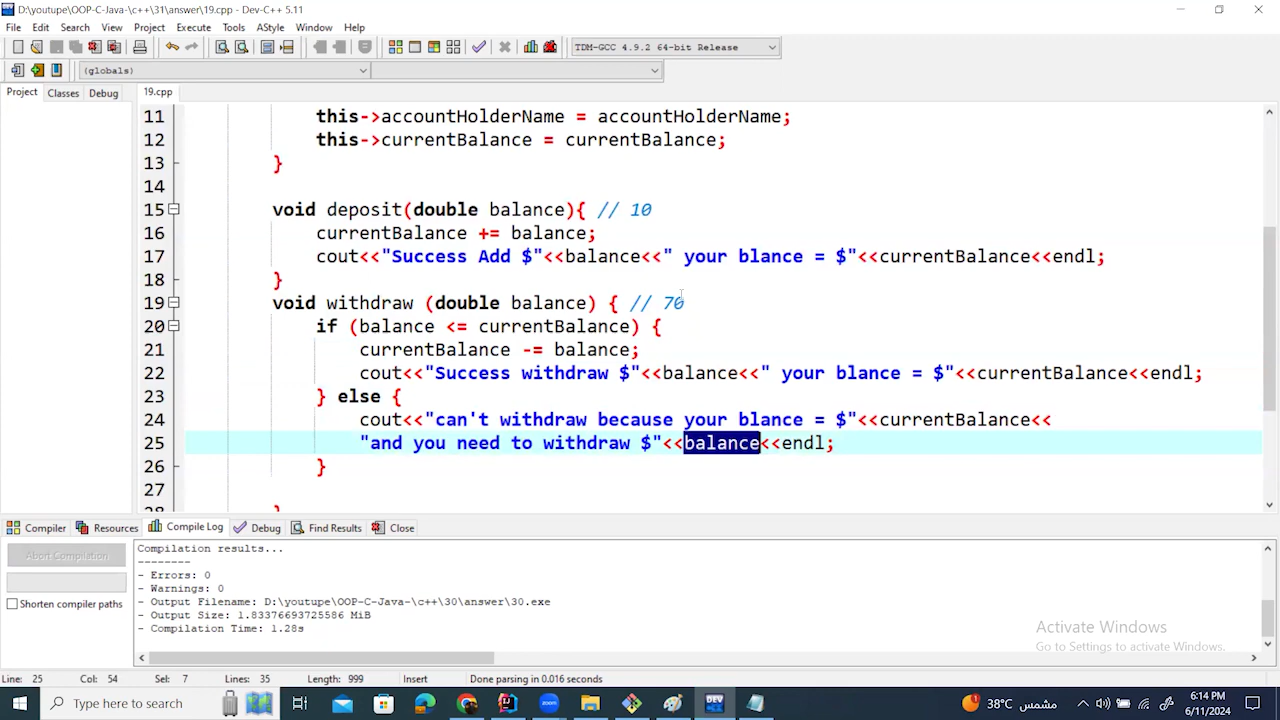 D:\youtupe\OOP-C-Java-\c++\31\answer\19.cpp - Dev-C++ 5.11
File Edit Search View Project Execute Tools AStyle Window Help
TDM-GCC 4.9.2 64-bit Release
(globals)
Project Classes Debug 19.cpp
11 this->accountHolderName = accountHolderName;
12 this->currentBalance = currentBalance;
13 }
14
15 void deposit(double balance){ // 10
16 currentBalance += balance;
17 cout<<"Success Add $"<<balance<<" your blance = $"<<currentBalance<<endl;
18 }
19 void withdraw (double balance) { // 70
20 if (balance <= currentBalance) {
21 currentBalance -= balance;
22 cout<<"Success withdraw $"<<balance<<" your blance = $"<<currentBalance<<endl;
23 } else {
24 cout<<"can't withdraw because your blance = $"<<currentBalance<<
25 "and you need to withdraw $"<<balance<<endl;
26 }
27
28 }
Compiler Resources Compile Log Debug Find Results Close
Abort Compilation
Shorten compiler paths
Compilation results...
--------
- Errors: 0
- Warnings: 0
- Output Filename: D:\youtupe\OOP-C-Java-\c++\30\answer\30.exe
- Output Size: 1.83376693725586 MiB
- Compilation Time: 1.28s
Activate Windows
Go to Settings to activate Windows.
Line: 25 Col: 54 Sel: 7 Lines: 35 Length: 999 Insert Done parsing in 0.016 seconds
Type here to search
zoom
DEV
38°C مشمس
6:14 PM
6/11/2024